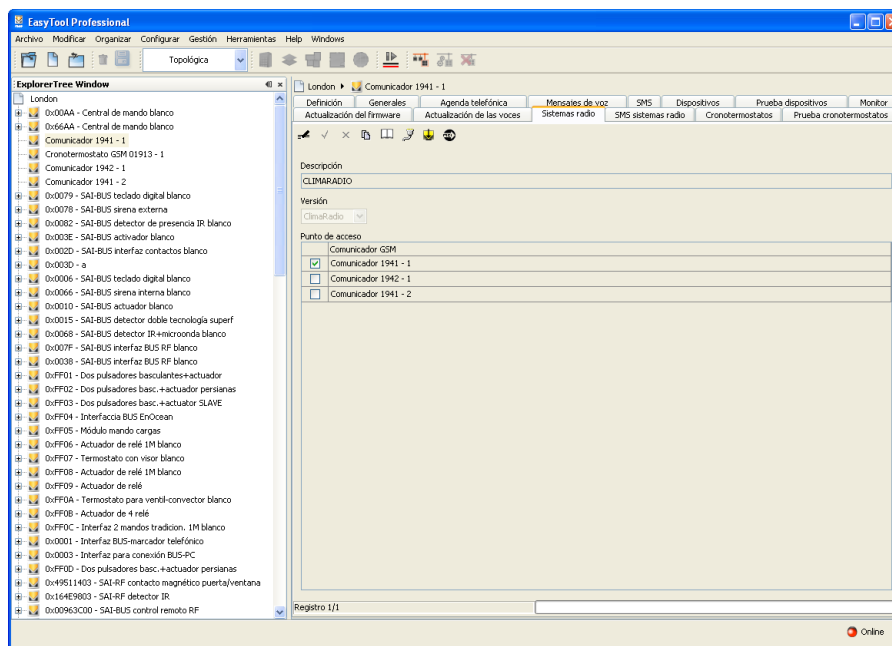 EasyTool Professional
Archivo Modificar Organizar Configurar Gestión Herramientas Help Windows
Topológica
ExplorerTree Window
London
0x00AA - Central de mando blanco
0x66AA - Central de mando blanco
Comunicador 1941 - 1
Cronotermostato GSM 01913 - 1
Comunicador 1942 - 1
Comunicador 1941 - 2
0x0079 - SAI-BUS teclado digital blanco
0x0078 - SAI-BUS sirena externa
0x0082 - SAI-BUS detector de presencia IR blanco
0x003E - SAI-BUS activador blanco
0x002D - SAI-BUS interfaz contactos blanco
0x003D - a
0x0006 - SAI-BUS teclado digital blanco
0x0066 - SAI-BUS sirena interna blanco
0x0010 - SAI-BUS actuador blanco
0x0015 - SAI-BUS detector doble tecnología superf
0x0068 - SAI-BUS detector IR+microonda blanco
0x007F - SAI-BUS interfaz BUS RF blanco
0x0038 - SAI-BUS interfaz BUS RF blanco
0xFF01 - Dos pulsadores basculantes+actuador
0xFF02 - Dos pulsadores basc.+actuador persianas
0xFF03 - Dos pulsadores basc.+actuator SLAVE
0xFF04 - Interfaccia BUS EnOcean
0xFF05 - Módulo mando cargas
0xFF06 - Actuador de relé 1M blanco
0xFF07 - Termostato con visor blanco
0xFF08 - Actuador de relé 1M blanco
0xFF09 - Actuador de relé
0xFF0A - Termostato para ventil-convector blanco
0xFF0B - Actuador de 4 relé
0xFF0C - Interfaz 2 mandos tradicion. 1M blanco
0x0001 - Interfaz BUS-marcador telefónico
0x0003 - Interfaz para conexión BUS-PC
0xFF0D - Dos pulsadores basc.+actuador persianas
0x49511403 - SAI-RF contacto magnético puerta/ventana
0x164E9803 - SAI-RF detector IR
0x00963C00 - SAI-BUS control remoto RF
London Comunicador 1941 - 1
Definición Generales Agenda telefónica Mensajes de voz SMS Dispositivos Prueba dispositivos Monitor
Actualización del firmware Actualización de las voces Sistemas radio SMS sistemas radio Cronotermostatos Prueba cronotermostatos
Descripción
CLIMARADIO
Versión
ClimaRadio
Punto de acceso
Comunicador GSM
Comunicador 1941 - 1
Comunicador 1942 - 1
Comunicador 1941 - 2
Registro 1/1
Online